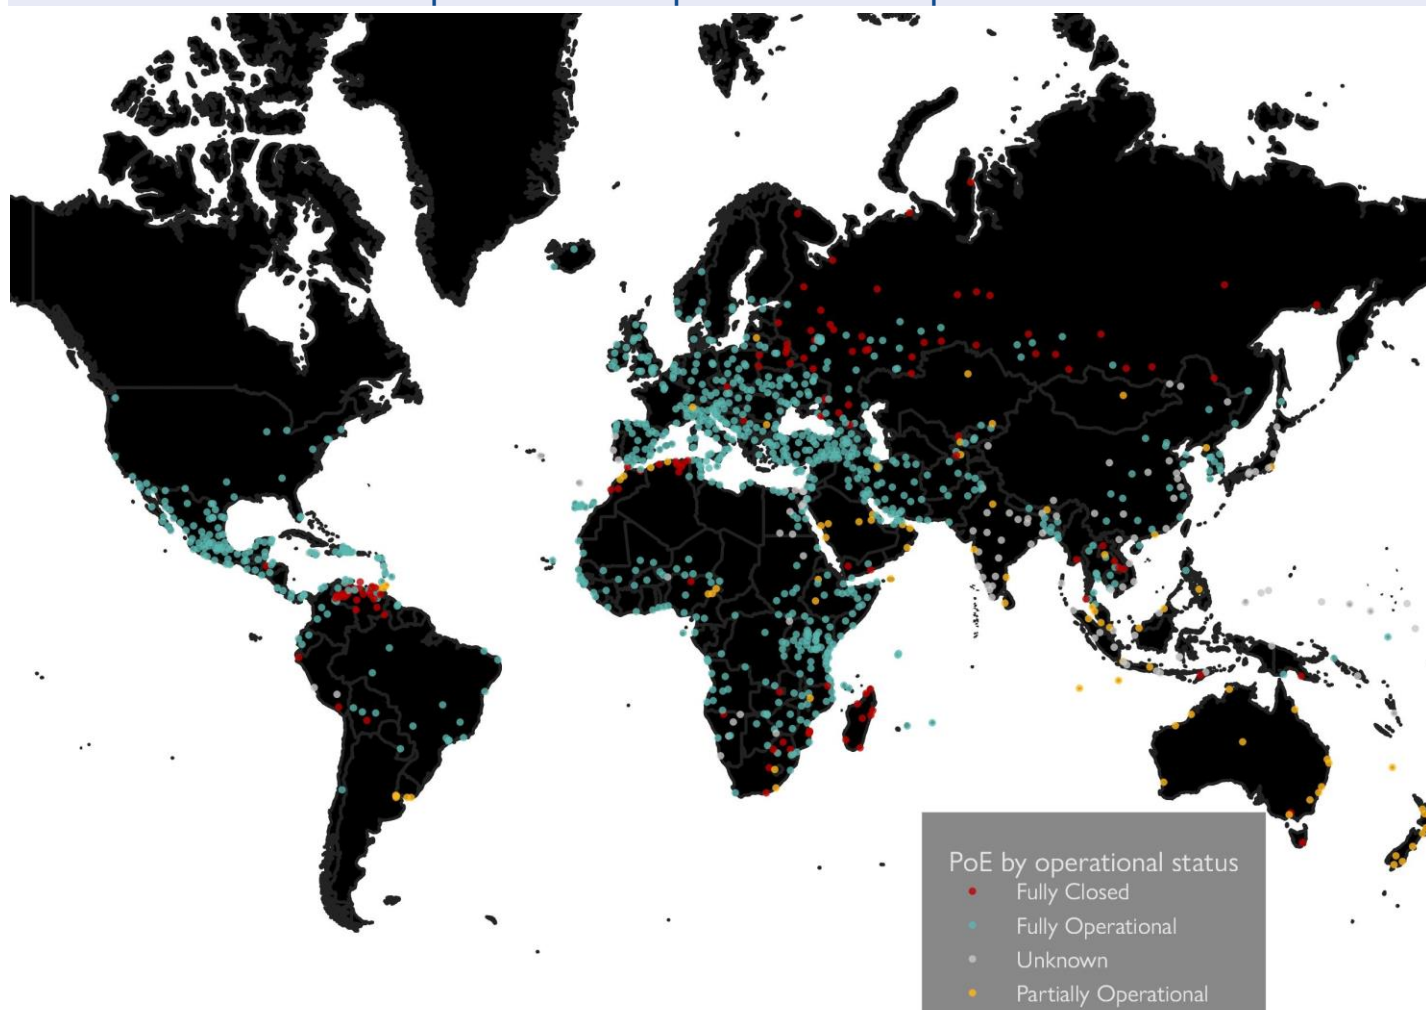 PoE by operational status
Fully Closed
Fully Operational
Unknown
Partially Operational